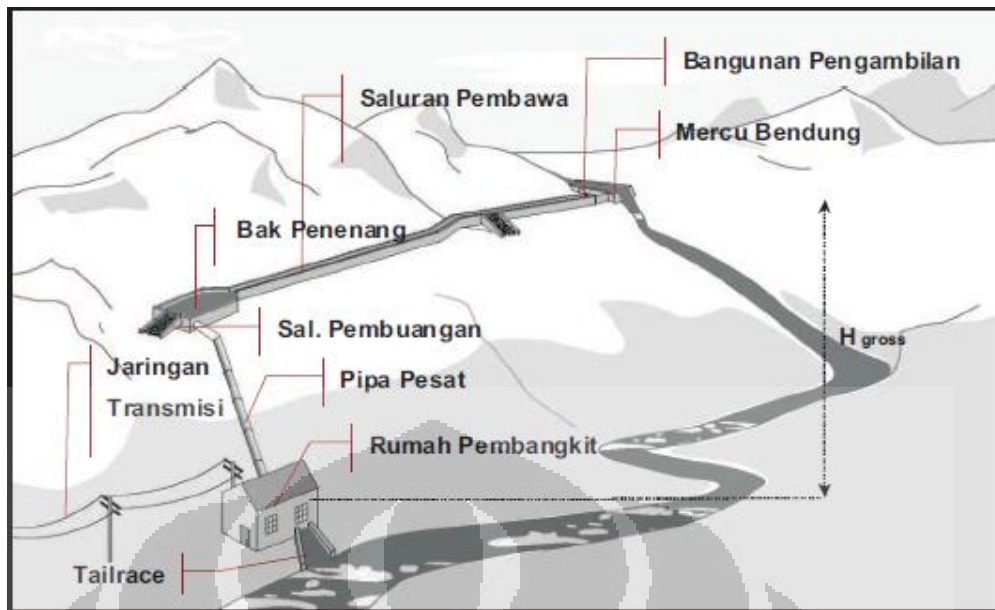 Bangunan Pengambilan
Saluran Pembawa
Mercu Bendung
Bak Penenang
Sal. Pembuangan
H gross
Jaringan
Transmisi
Pipa Pesat
Rumah Pembangkit
Tailrace